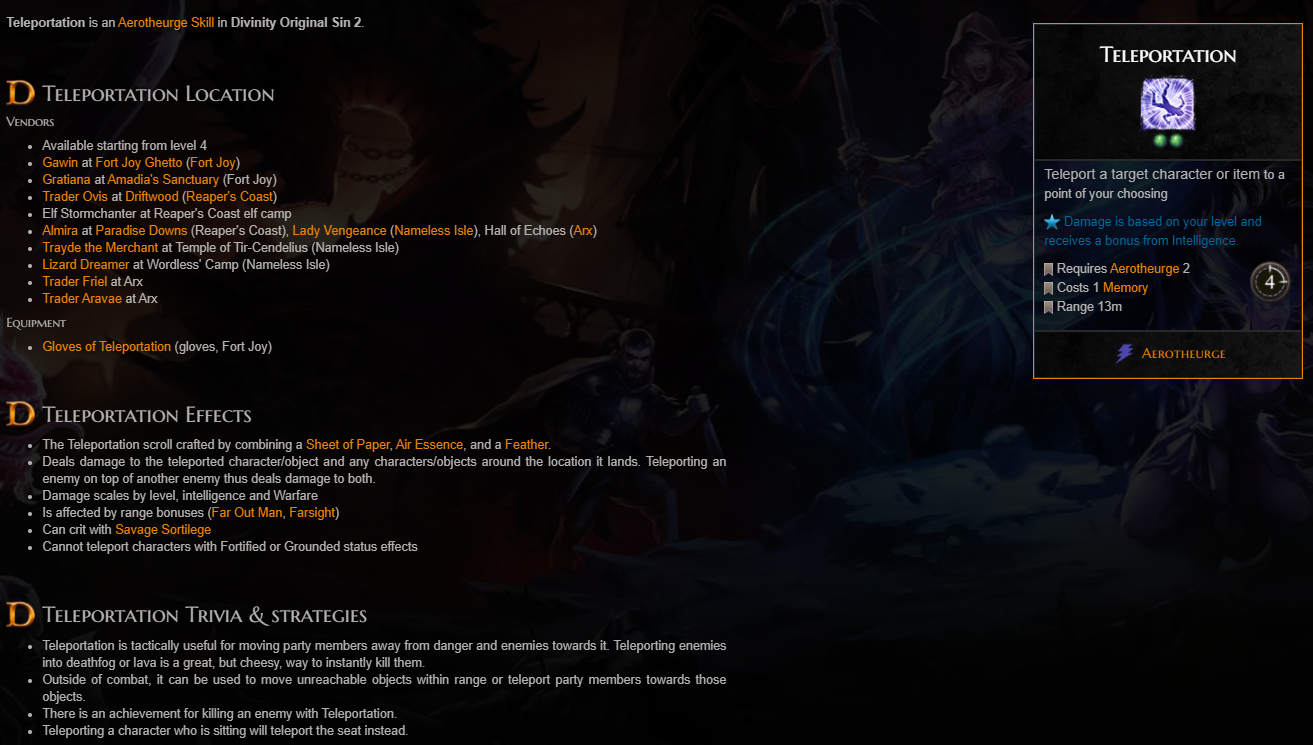 Teleportation is an Aerotheurge Skill in Divinity Original Sin 2.
Teleportation Location
Vendors
Available starting from level 4
Gawin at Fort Joy Ghetto (Fort Joy)
Gratiana at Amadia's Sanctuary (Fort Joy)
Trader Ovis at Driftwood (Reaper's Coast)
Elf Stormchanter at Reaper's Coast elf camp
Almira at Paradise Downs (Reaper's Coast), Lady Vengeance (Nameless Isle), Hall of Echoes (Arx)
Trayde the Merchant at Temple of Tir-Cendelius (Nameless Isle)
Lizard Dreamer at Wordless' Camp (Nameless Isle)
Trader Friel at Arx
Trader Aravae at Arx
Equipment
Gloves of Teleportation (gloves, Fort Joy)
Teleportation Effects
The Teleportation scroll crafted by combining a Sheet of Paper, Air Essence, and a Feather.
Deals damage to the teleported character/object and any characters/objects around the location it lands. Teleporting an
enemy on top of another enemy thus deals damage to both.
Damage scales by level, intelligence and Warfare
Is affected by range bonuses (Far Out Man, Farsight)
Can crit with Savage Sortilege
Cannot teleport characters with Fortified or Grounded status effects
Teleportation Trivia & strategies
Teleportation is tactically useful for moving party members away from danger and enemies towards it. Teleporting enemies
into deathfog or lava is a great, but cheesy, way to instantly kill them.
Outside of combat, it can be used to move unreachable objects within range or teleport party members towards those
objects.
There is an achievement for killing an enemy with Teleportation.
Teleporting a character who is sitting will teleport the seat instead.
Teleportation
Teleport a target character or item to a
point of your choosing
Damage is based on your level and
receives a bonus from Intelligence.
Requires Aerotheurge 2
Costs 1 Memory
Range 13m
4
Aerotheurge